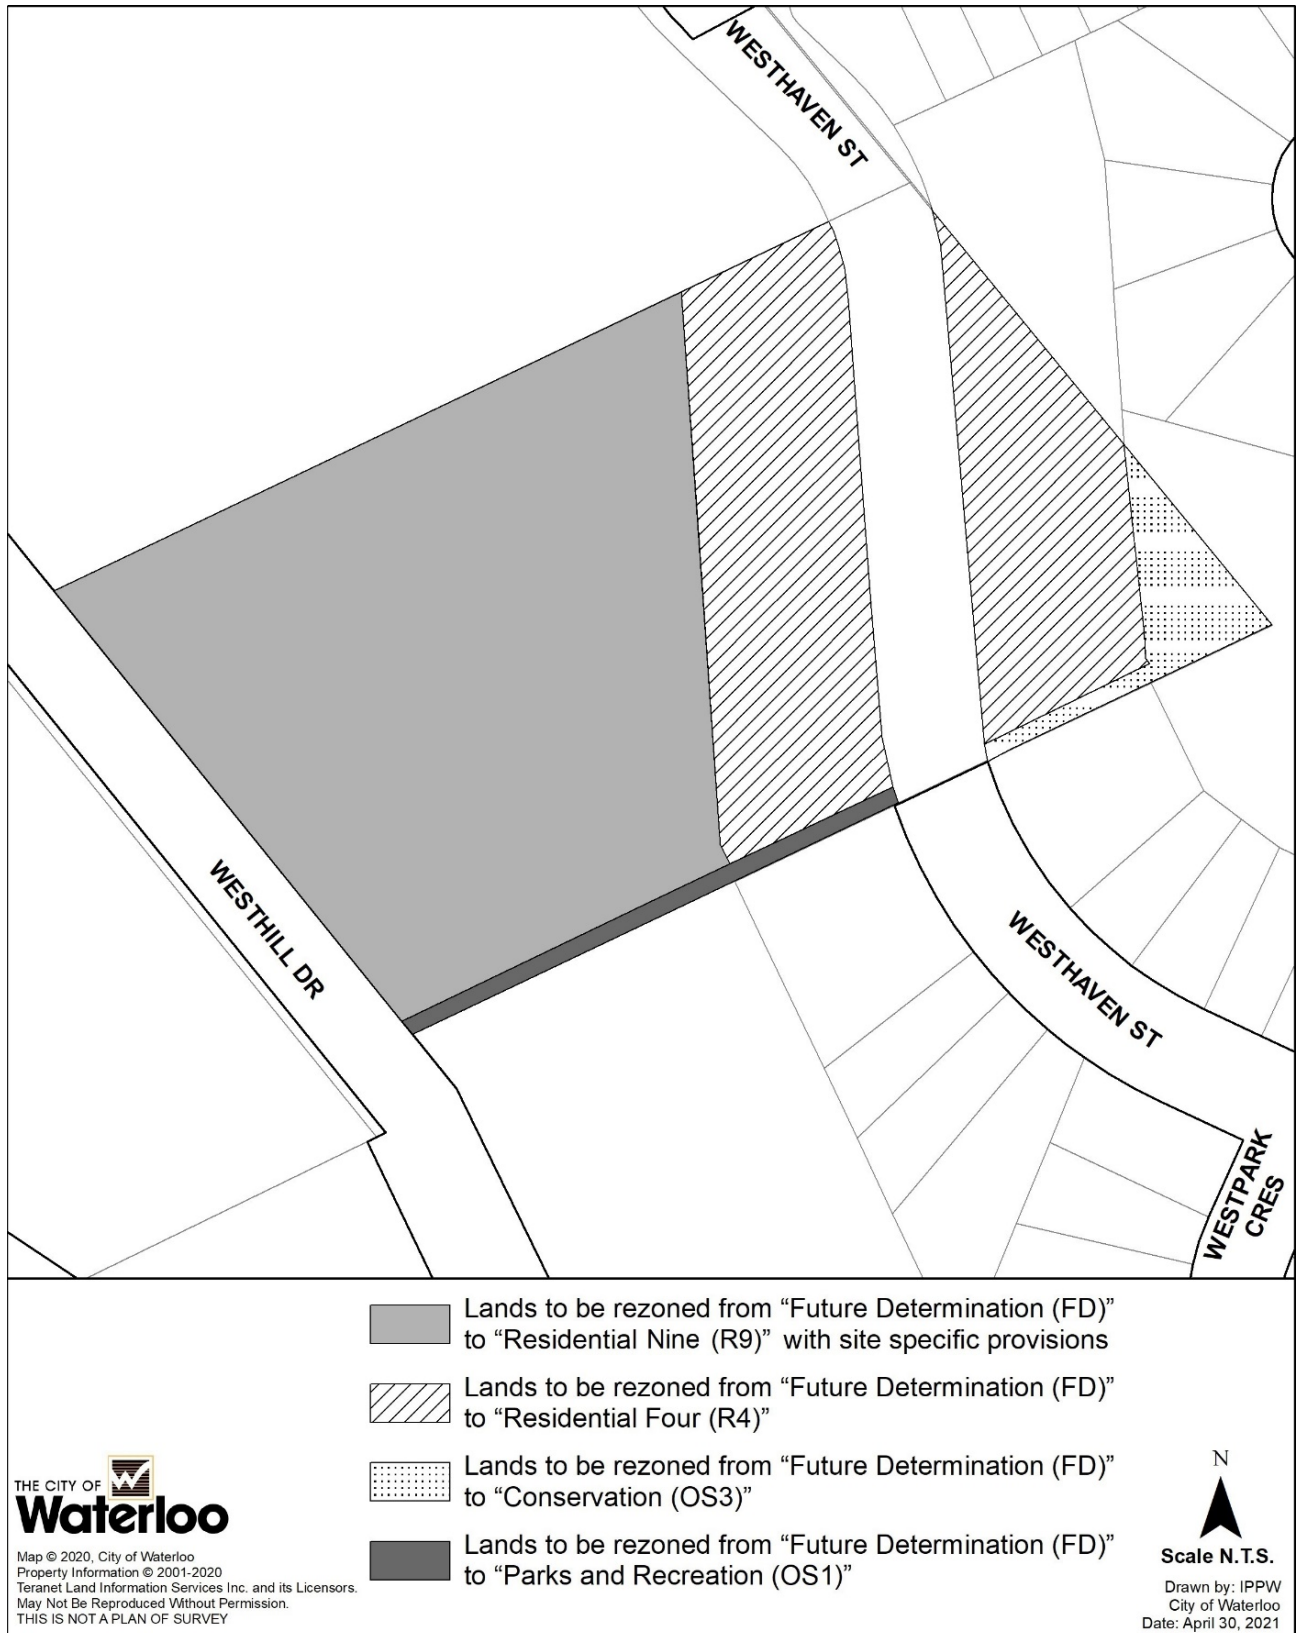 WESTHAVEN ST
WESTHILL DR
WESTHAVEN ST
WESTPARK
CRES
Lands to be rezoned from “Future Determination (FD)”
to “Residential Nine (R9)” with site specific provisions
Lands to be rezoned from “Future Determination (FD)”
to “Residential Four (R4)”
Lands to be rezoned from “Future Determination (FD)”
to “Conservation (OS3)”
Lands to be rezoned from “Future Determination (FD)”
to “Parks and Recreation (OS1)”
THE CITY OF
Waterloo
Map © 2020, City of Waterloo
Property Information © 2001-2020
Teranet Land Information Services Inc. and its Licensors.
May Not Be Reproduced Without Permission.
THIS IS NOT A PLAN OF SURVEY
N
Scale N.T.S.
Drawn by: IPPW
City of Waterloo
Date: April 30, 2021